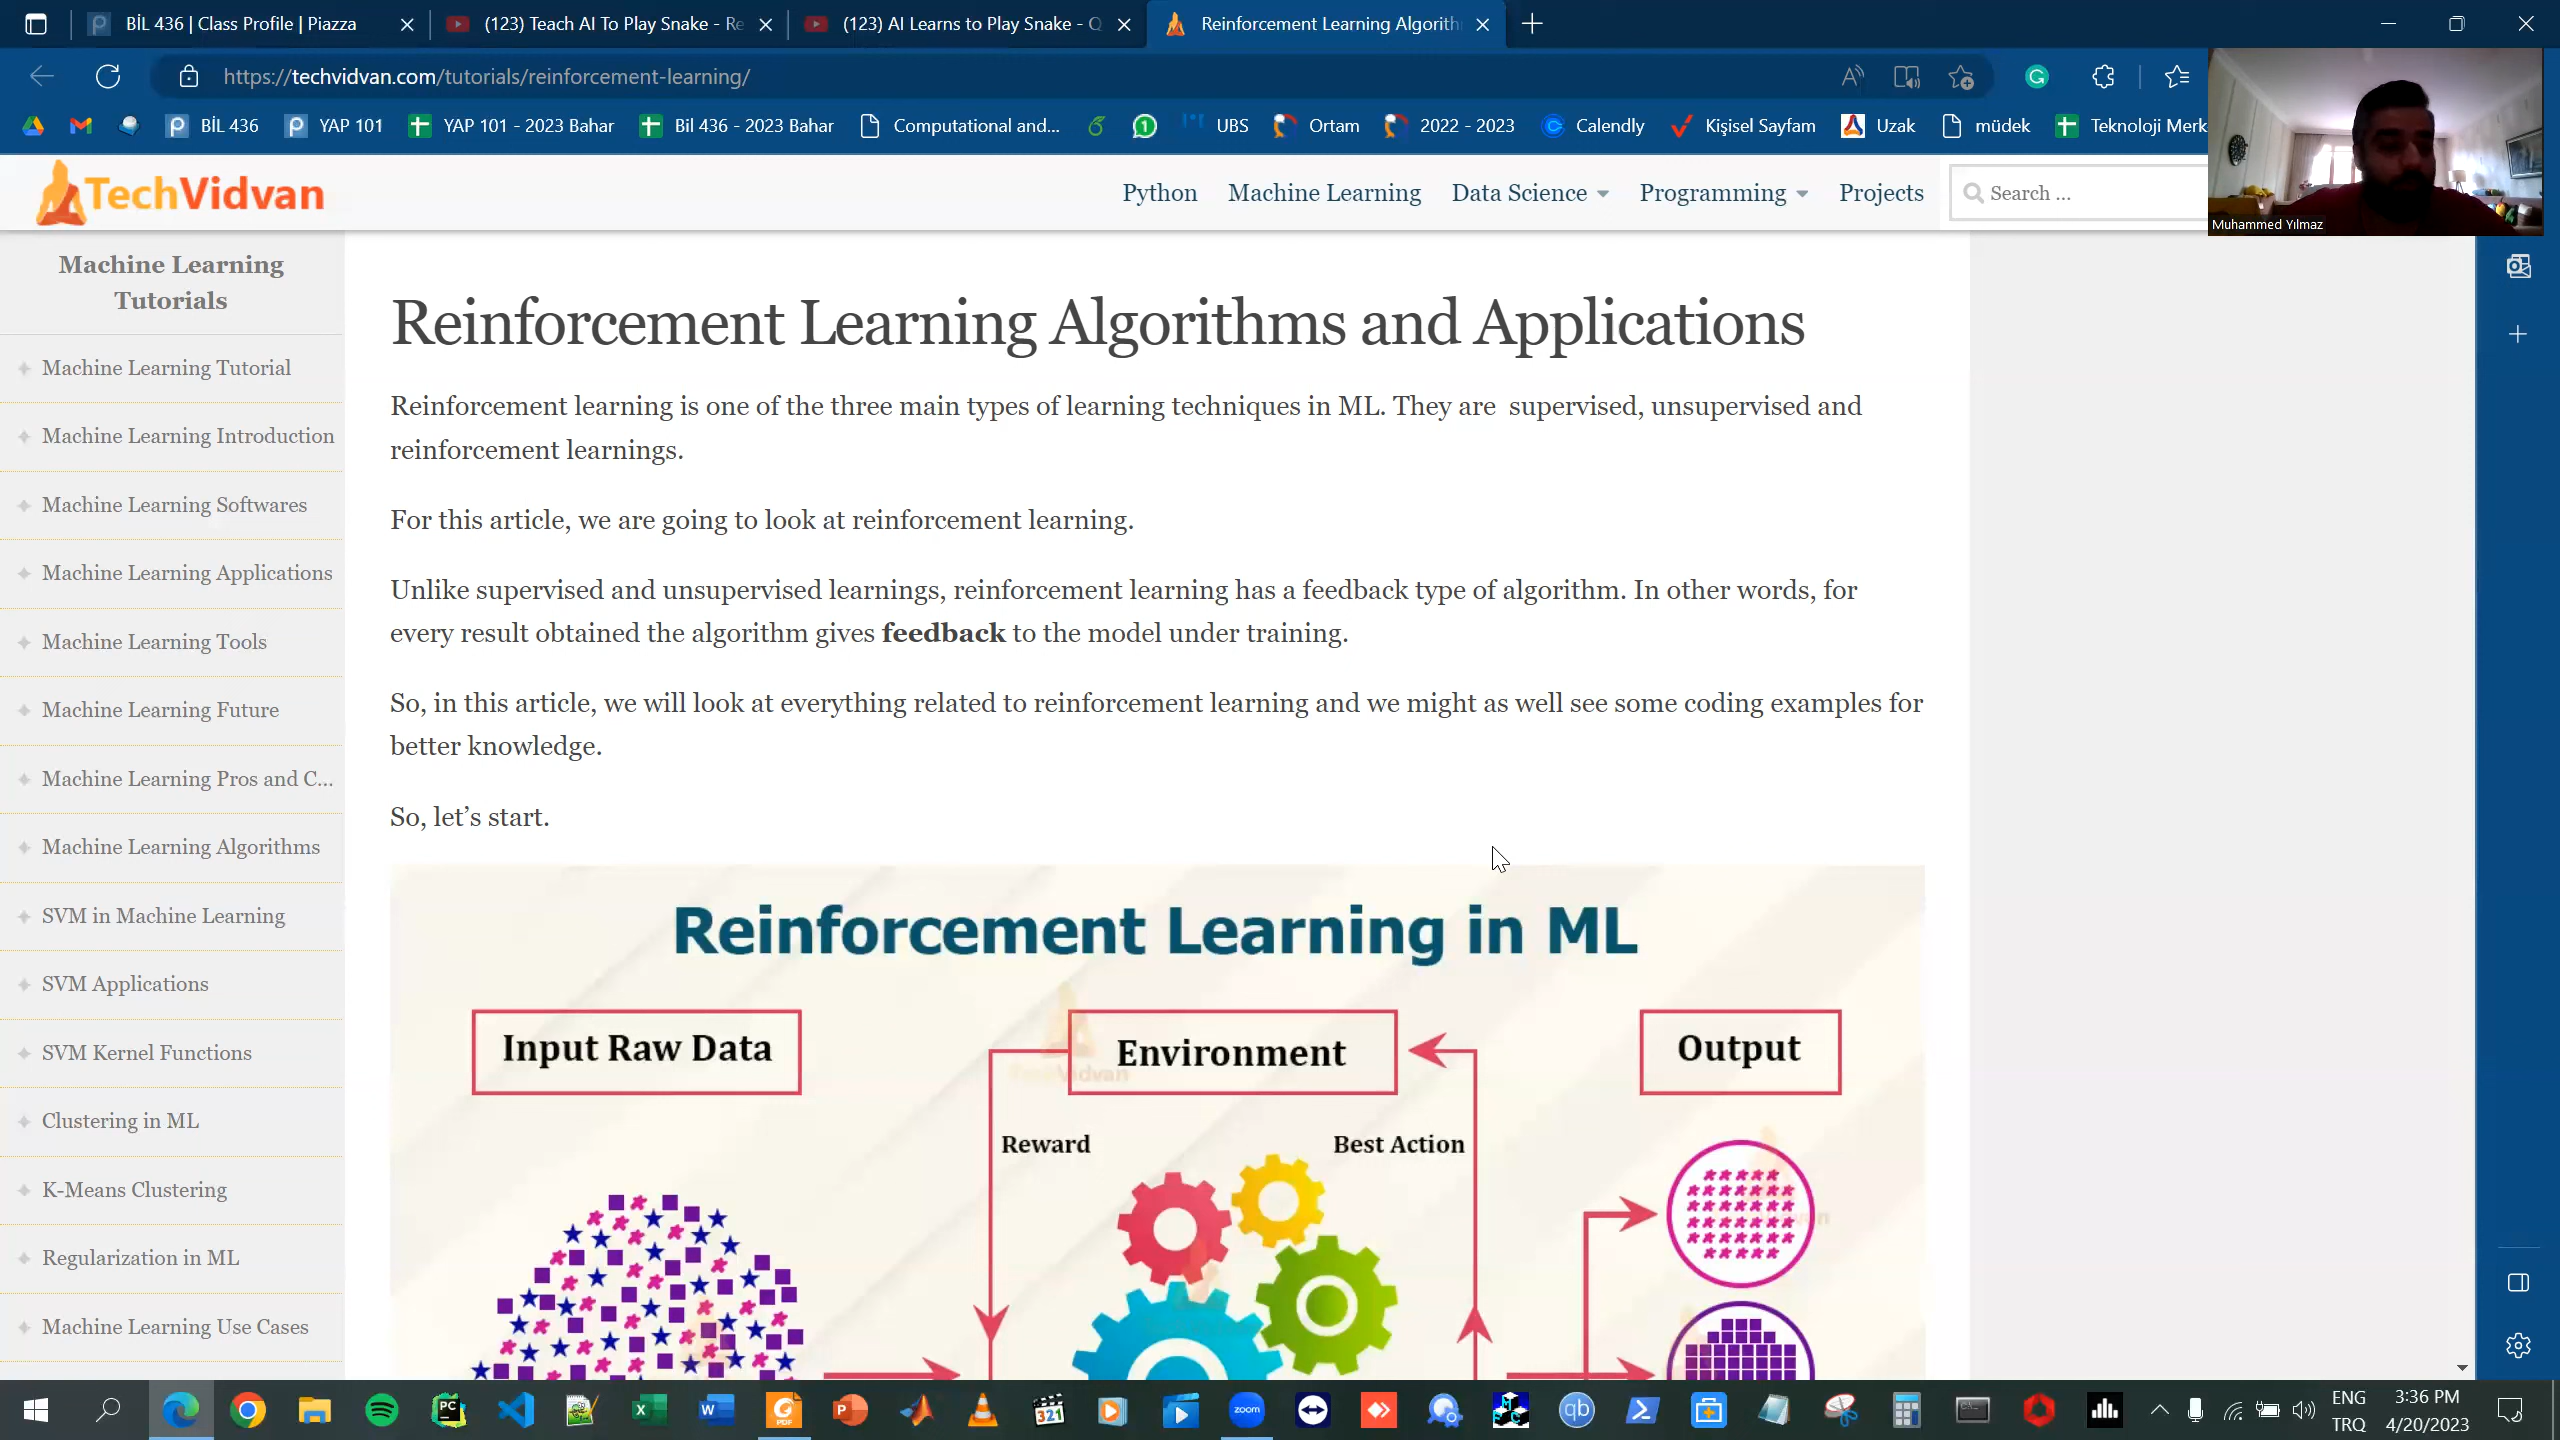 BİL 436 | Class Profile | Piazza
(123) Teach AI To Play Snake - Re
(123) AI Learns to Play Snake - Q
Reinforcement Learning Algorith
https://techvidvan.com/tutorials/reinforcement-learning/
BİL 436
YAP 101
YAP 101 - 2023 Bahar
Bil 436 - 2023 Bahar
Computational and...
UBS
Ortam
2022 - 2023
Calendly
Kişisel Sayfam
Uzak
müdek
Teknoloji Merk
Muhammed Yılmaz
TechVidvan
Python
Machine Learning
Data Science
Programming
Projects
Search ...
Machine Learning
Tutorials
Machine Learning Tutorial
Machine Learning Introduction
Machine Learning Softwares
Machine Learning Applications
Machine Learning Tools
Machine Learning Future
Machine Learning Pros and C...
Machine Learning Algorithms
SVM in Machine Learning
SVM Applications
SVM Kernel Functions
Clustering in ML
K-Means Clustering
Regularization in ML
Machine Learning Use Cases
Reinforcement Learning Algorithms and Applications
Reinforcement learning is one of the three main types of learning techniques in ML. They are supervised, unsupervised and
reinforcement learnings.
For this article, we are going to look at reinforcement learning.
Unlike supervised and unsupervised learnings, reinforcement learning has a feedback type of algorithm. In other words, for
every result obtained the algorithm gives feedback to the model under training.
So, in this article, we will look at everything related to reinforcement learning and we might as well see some coding examples for
better knowledge.
So, let’s start.
Reinforcement Learning in ML
Input Raw Data
Environment
Output
Reward
Best Action
zoom
ENG
TRQ
3:36 PM
4/20/2023